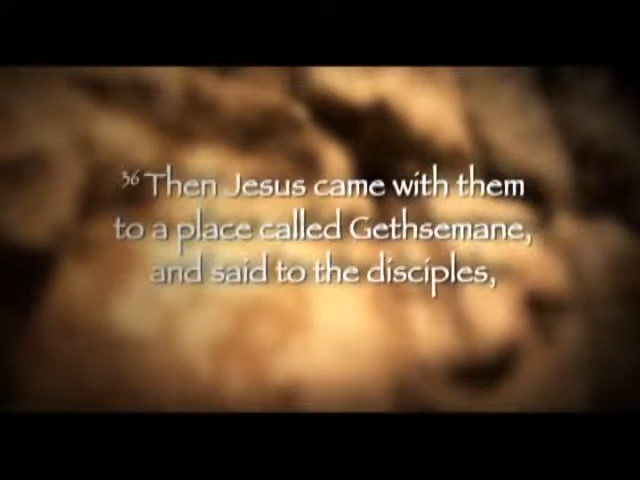 36 Then Jesus came with them
to a place called Gethsemane,
and said to the disciples,